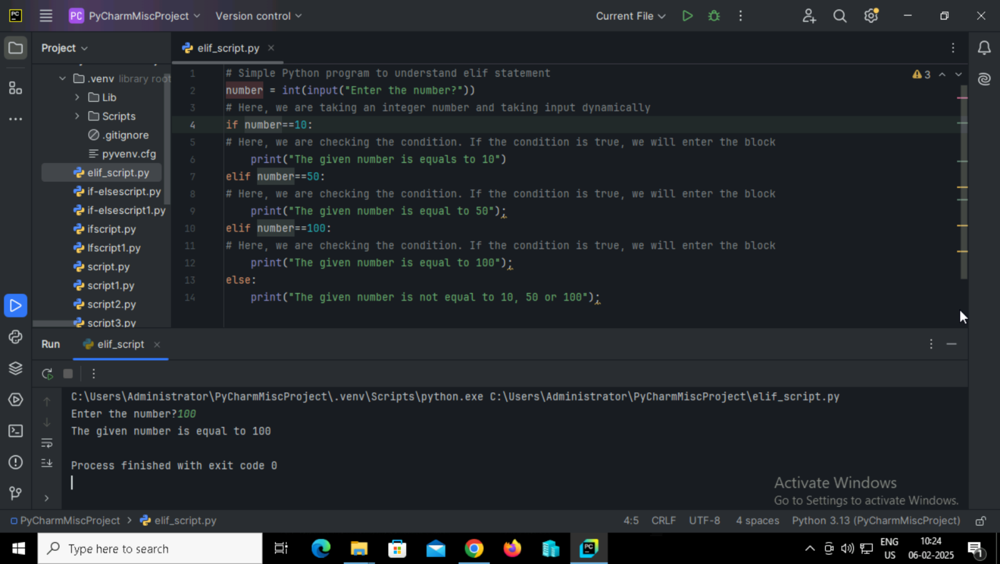 PC PyCharmMiscProject Version control Current File
Project
elif_script.py
.venv library root
Lib
Scripts
.gitignore
pyvenv.cfg
elif_script.py
if-elsescript.py
if-elsescript1.py
ifscript.py
Ifscript1.py
script.py
script1.py
script2.py
script3.py
3
1 # Simple Python program to understand elif statement
2 number = int(input("Enter the number?"))
3 # Here, we are taking an integer number and taking input dynamically
4 if number==10:
5 # Here, we are checking the condition. If the condition is true, we will enter the block
6 print("The given number is equals to 10")
7 elif number==50:
8 # Here, we are checking the condition. If the condition is true, we will enter the block
9 print("The given number is equal to 50");
10 elif number==100:
11 # Here, we are checking the condition. If the condition is true, we will enter the block
12 print("The given number is equal to 100");
13 else:
14 print("The given number is not equal to 10, 50 or 100");
Run elif_script
C:\Users\Administrator\PyCharmMiscProject\.venv\Scripts\python.exe C:\Users\Administrator\PyCharmMiscProject\elif_script.py
Enter the number?100
The given number is equal to 100
Process finished with exit code 0
Activate Windows
Go to Settings to activate Windows.
PyCharmMiscProject > elif_script.py 4:5 CRLF UTF-8 4 spaces Python 3.13 (PyCharmMiscProject)
Type here to search
PC
ENG
US
10:24
06-02-2025
1